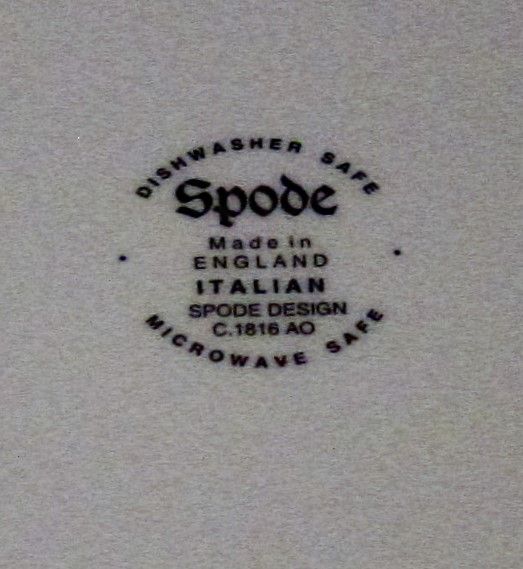 DISHWASHER SAFE
Spode
Made in
ENGLAND
ITALIAN
SPODE DESIGN
C.1816 AO
MICROWAVE SAFE